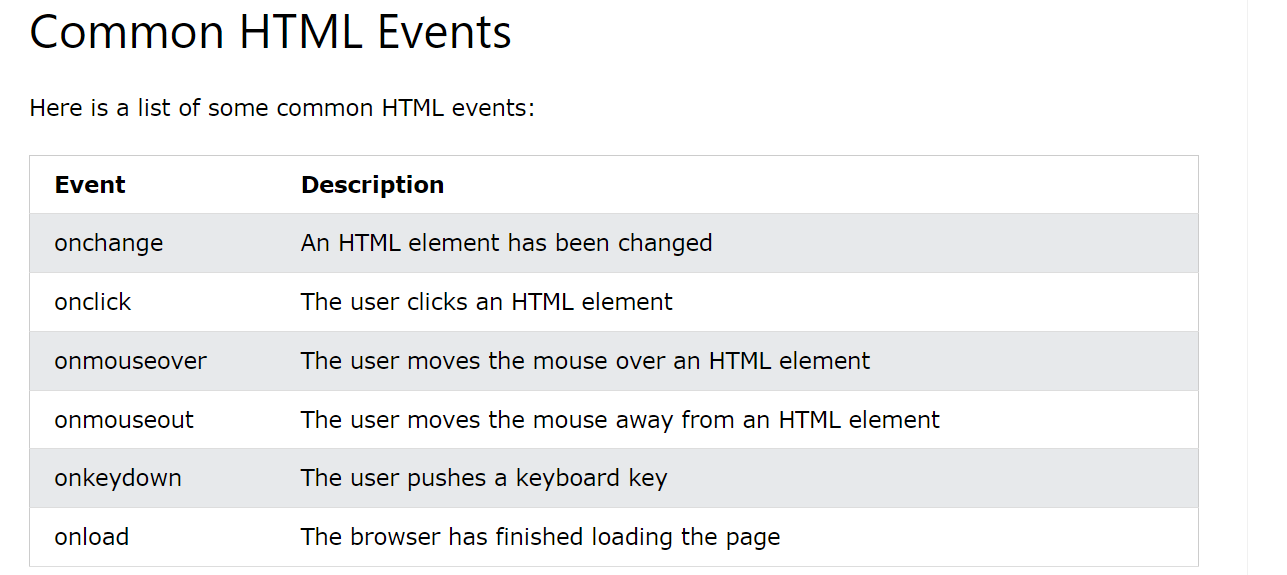 Common HTML Events
Here is a list of some common HTML events:
Event Description
onchange An HTML element has been changed
onclick The user clicks an HTML element
onmouseover The user moves the mouse over an HTML element
onmouseout The user moves the mouse away from an HTML element
onkeydown The user pushes a keyboard key
onload The browser has finished loading the page